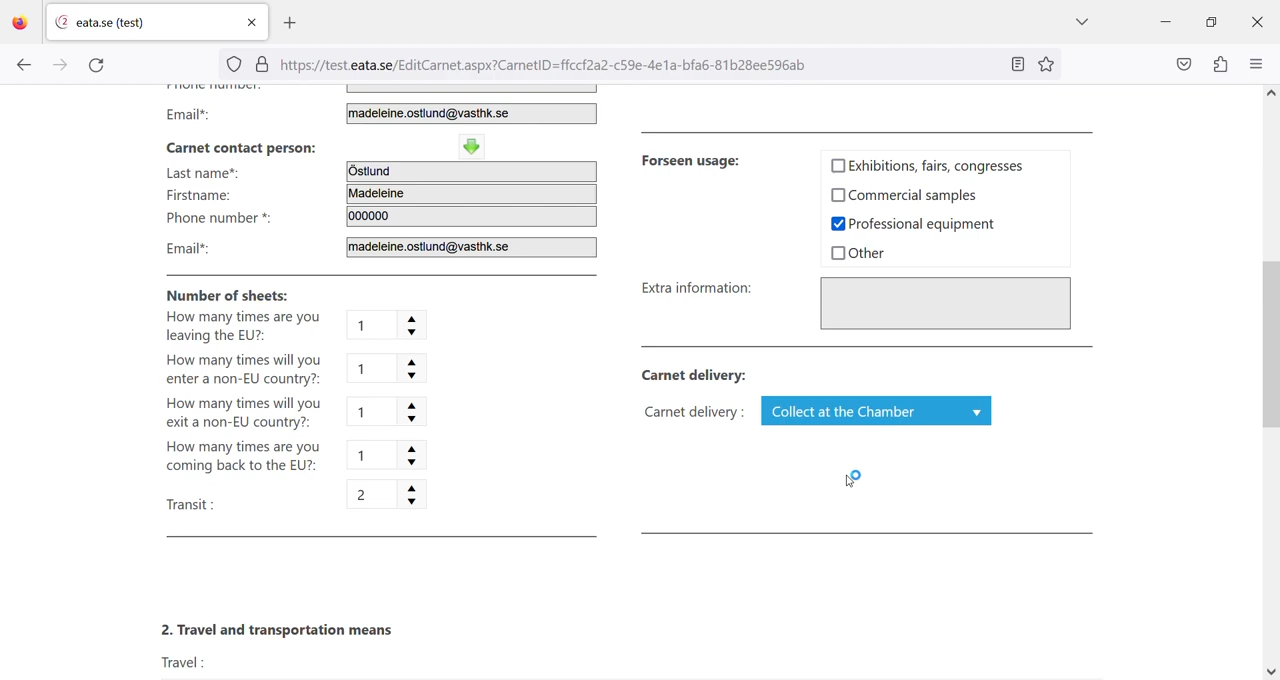 eata.se (test)
https://test.eata.se/EditCarnet.aspx?CarnetID=ffccf2a2-c59e-4e1a-bfa6-81b28ee596ab
Phone number:
Email*: madeleine.ostlund@vasthk.se
Carnet contact person:
Last name*: Östlund
Firstname: Madeleine
Phone number *: 000000
Email*: madeleine.ostlund@vasthk.se
Number of sheets:
How many times are you
leaving the EU?: 1
How many times will you
enter a non-EU country?: 1
How many times will you
exit a non-EU country?: 1
How many times are you
coming back to the EU?: 1
Transit : 2
Forseen usage:
Exhibitions, fairs, congresses
Commercial samples
Professional equipment
Other
Extra information:
Carnet delivery:
Carnet delivery : Collect at the Chamber
2. Travel and transportation means
Travel :